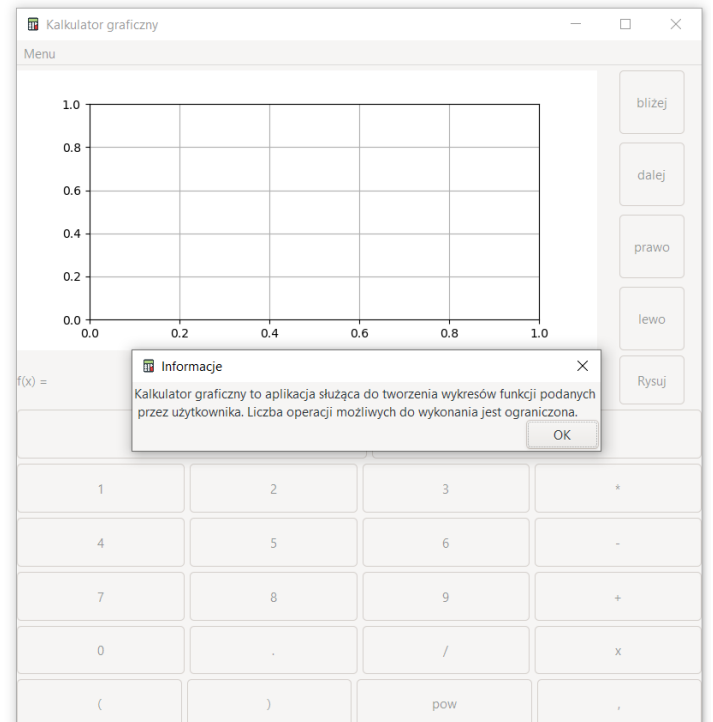 Kalkulator graficzny
Menu
bliżej
1.0
0.8
0.6
0.4
0.2
0.0
0.0 0.2 0.4 0.6 0.8 1.0
dalej
prawo
lewo
Informacje
Kalkulator graficzny to aplikacja służąca do tworzenia wykresów funkcji podanych
przez użytkownika. Liczba operacji możliwych do wykonania jest ograniczona.
OK
f(x) =
Rysuj
1 2 3 *
4 5 6 -
7 8 9 +
0 . / x
( ) pow ,